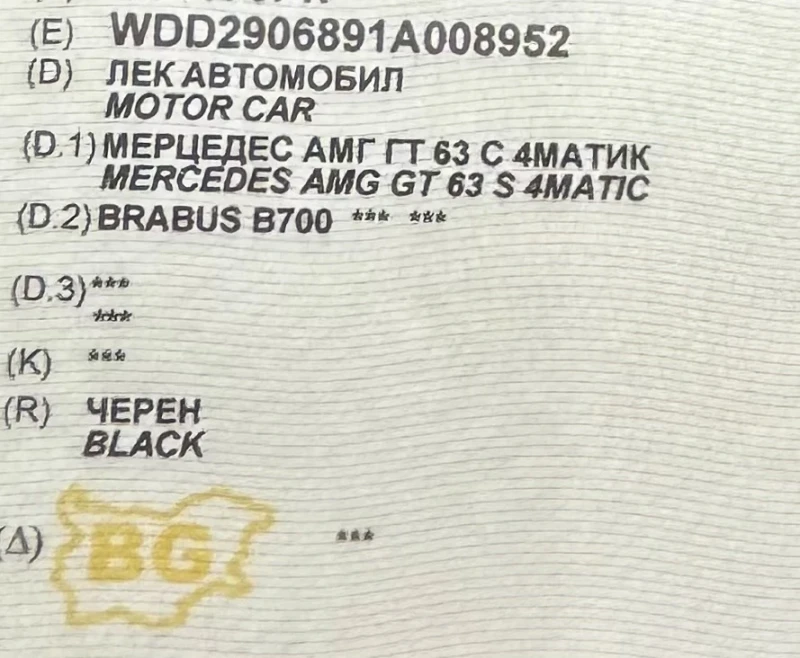 (E) WDD2906891A008952
(D) ЛЕК АВТОМОБИЛ
MOTOR CAR
(D.1) МЕРЦЕДЕС АМГ ГТ 63 С 4МАТИК
MERCEDES AMG GT 63 S 4MATIC
(D.2) BRABUS B700 *** ***
(D.3) ***
***
(K) ***
(R) ЧЕРЕН
BLACK
(Δ) BG ***